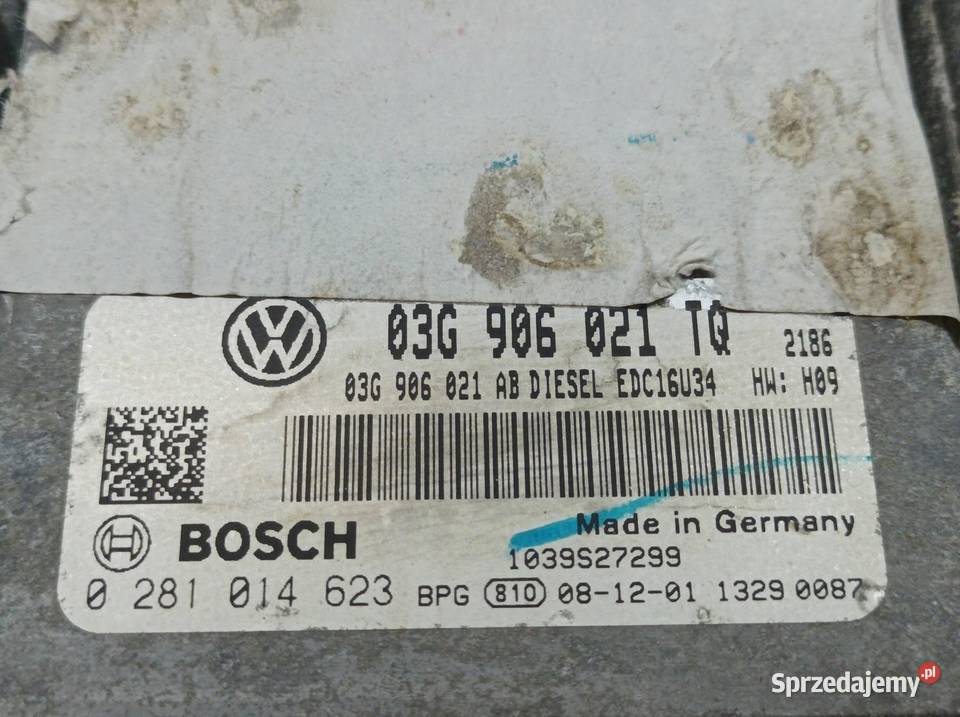 03G 906 021 TQ 2186
03G 906 021 AB DIESEL EDC16U34 HW: H09
Made in Germany
BOSCH
1039S27299
0 281 014 623 BPG 810 08-12-01 1329 0087
Sprzedajemy.pl